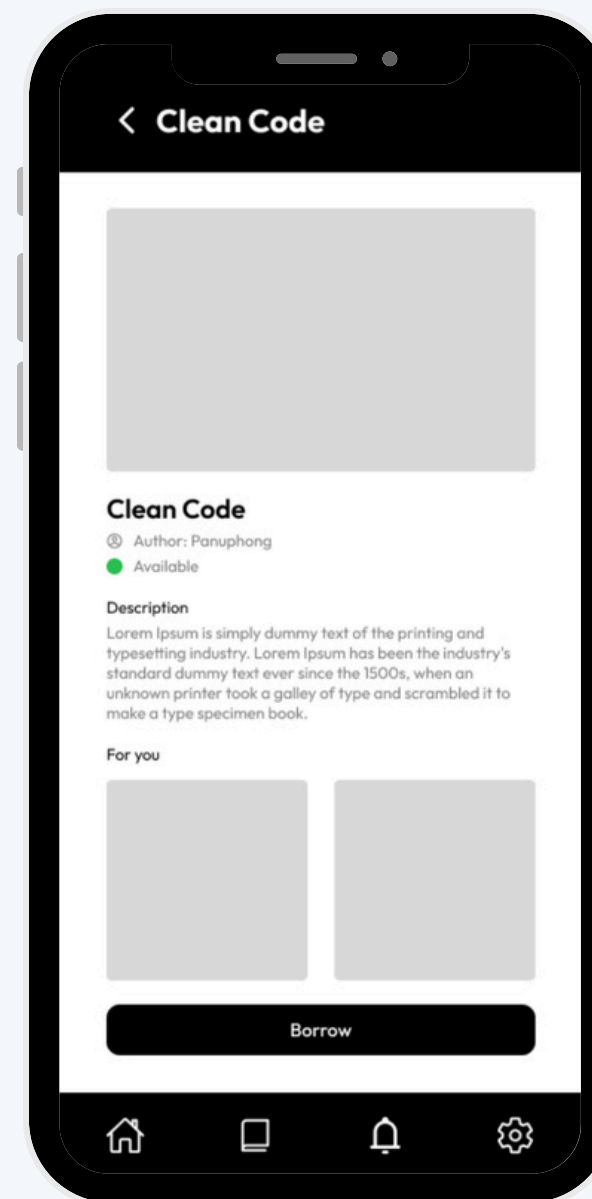 Clean Code
Clean Code
Author: Panuphong
Available
Description
Lorem Ipsum is simply dummy text of the printing and
typesetting industry. Lorem Ipsum has been the industry's
standard dummy text ever since the 1500s, when an
unknown printer took a galley of type and scrambled it to
make a type specimen book.
For you
Borrow